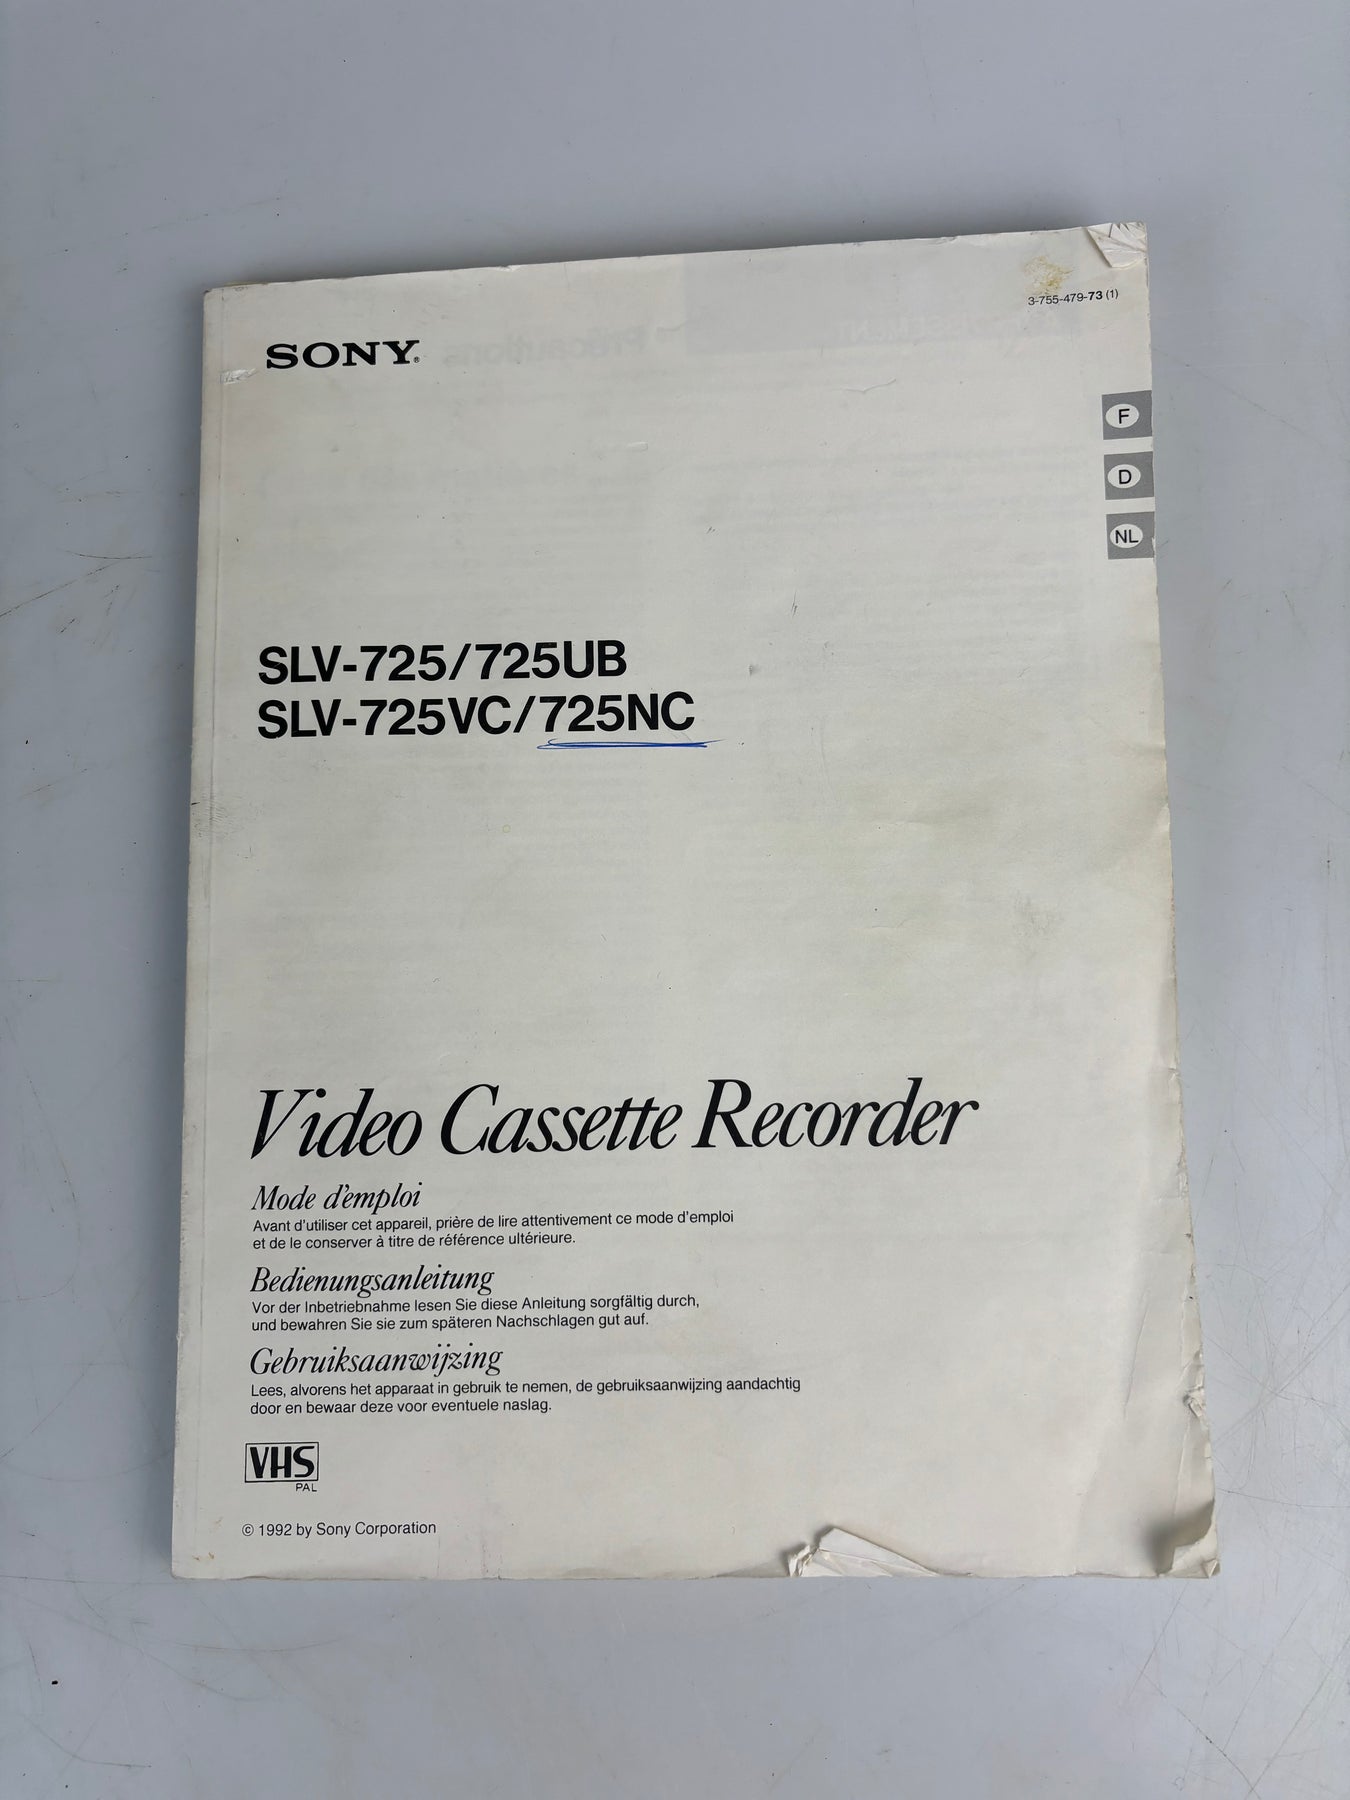 3-755-479-73 (1)
SONY®
F
D
NL
SLV-725/725UB
SLV-725VC/725NC
Video Cassette Recorder
Mode d'emploi
Avant d'utiliser cet appareil, prière de lire attentivement ce mode d'emploi
et de le conserver à titre de référence ultérieure.
Bedienungsanleitung
Vor der Inbetriebnahme lesen Sie diese Anleitung sorgfältig durch,
und bewahren Sie sie zum späteren Nachschlagen gut auf.
Gebruiksaanwijzing
Lees, alvorens het apparaat in gebruik te nemen, de gebruiksaanwijzing aandachtig
door en bewaar deze voor eventuele naslag.
VHS
PAL
© 1992 by Sony Corporation